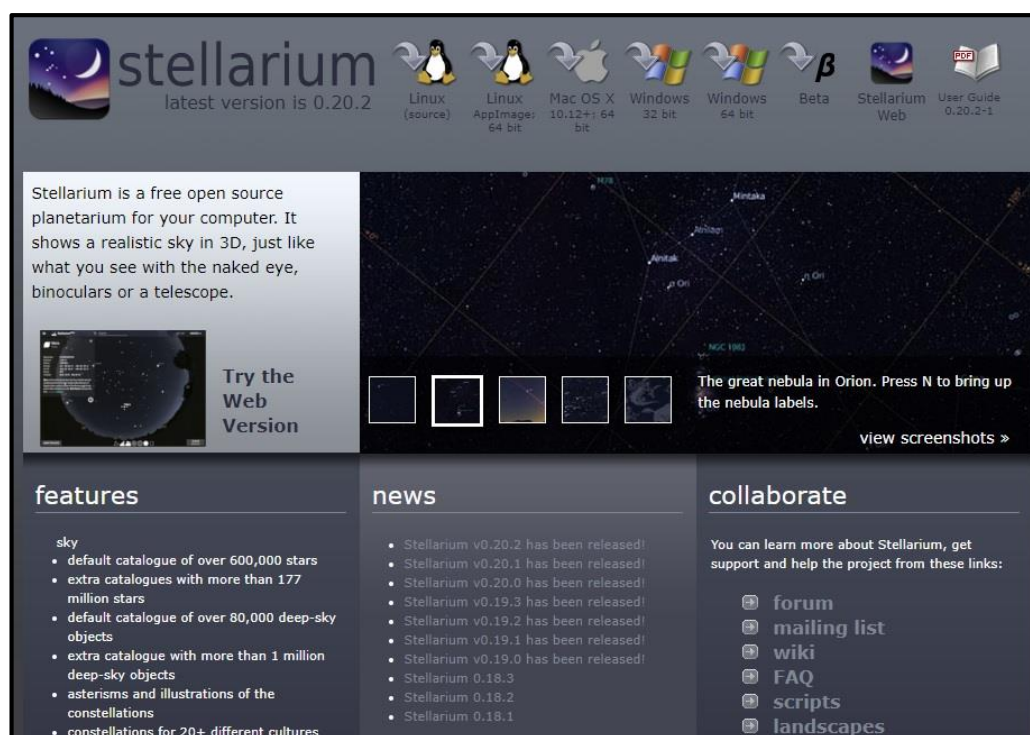 stellarium
latest version is 0.20.2
Linux
(source)
Linux
AppImage;
64 bit
Mac OS X
10.12+; 64
bit
Windows
32 bit
Windows
64 bit
β
Beta
Stellarium
Web
PDF
User Guide
0.20.2-1
Stellarium is a free open source
planetarium for your computer. It
shows a realistic sky in 3D, just like
what you see with the naked eye,
binoculars or a telescope.
Try the
Web
Version
M78
Mintaka
Alnilam
Alnitak
σ Ori
η Ori
NGC 1982
The great nebula in Orion. Press N to bring up
the nebula labels.
view screenshots »
features
sky
default catalogue of over 600,000 stars
extra catalogues with more than 177
million stars
default catalogue of over 80,000 deep-sky
objects
extra catalogue with more than 1 million
deep-sky objects
asterisms and illustrations of the
constellations
constellations for 20+ different cultures
news
Stellarium v0.20.2 has been released!
Stellarium v0.20.1 has been released!
Stellarium v0.20.0 has been released!
Stellarium v0.19.3 has been released!
Stellarium v0.19.2 has been released!
Stellarium v0.19.1 has been released!
Stellarium v0.19.0 has been released!
Stellarium 0.18.3
Stellarium 0.18.2
Stellarium 0.18.1
collaborate
You can learn more about Stellarium, get
support and help the project from these links:
forum
mailing list
wiki
FAQ
scripts
landscapes